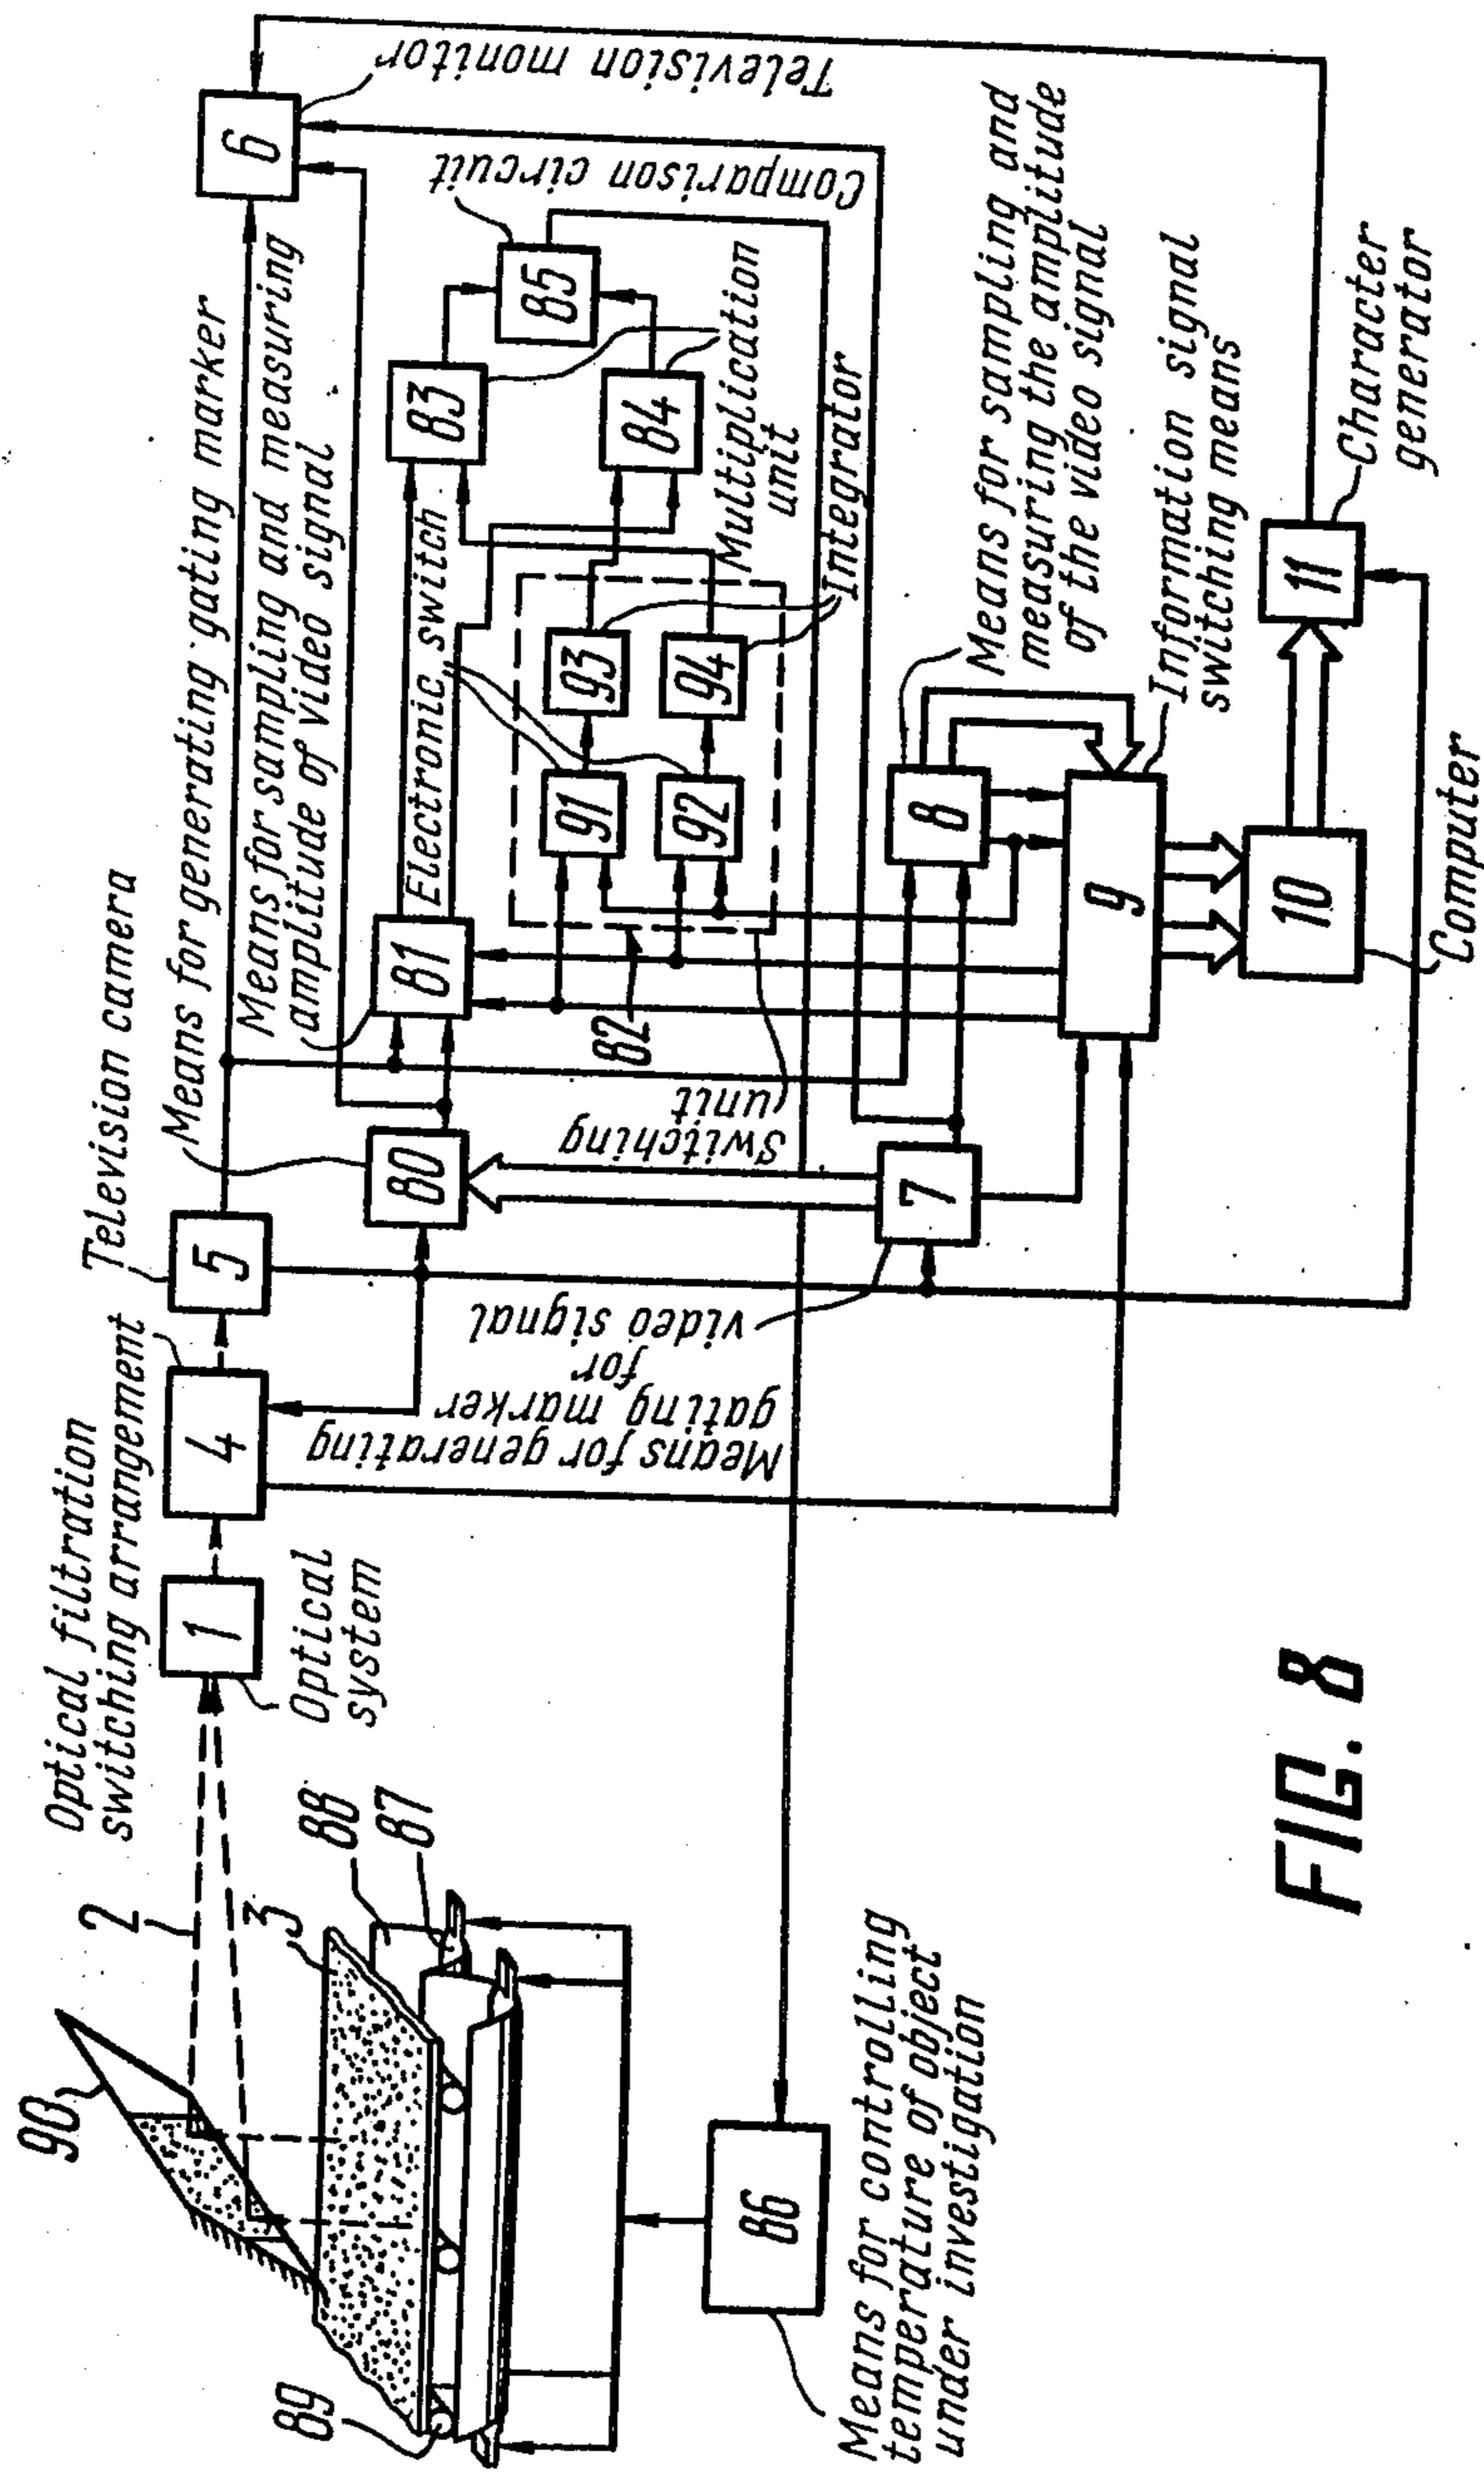 90
2
3
88
87
89
86
Means for controlling
temperature of object
under investigation
Optical filtration
switching arrangement
1
Optical
system
4
Television camera
5
Means for generating gating marker
Means for sampling and measuring
amplitude of video signal
80
81
Electronic switch
82
91
92
93
94
83
84
85
6
Television monitor
Comparison circuit
Multiplication
unit
Integrator
Switching
unit
Means for generating
gating marker
for
video signal
7
8
Means for sampling and
measuring the amplitude
of the video signal
9
Information signal
switching means
10
Computer
11
Character
generator
FIG. 8